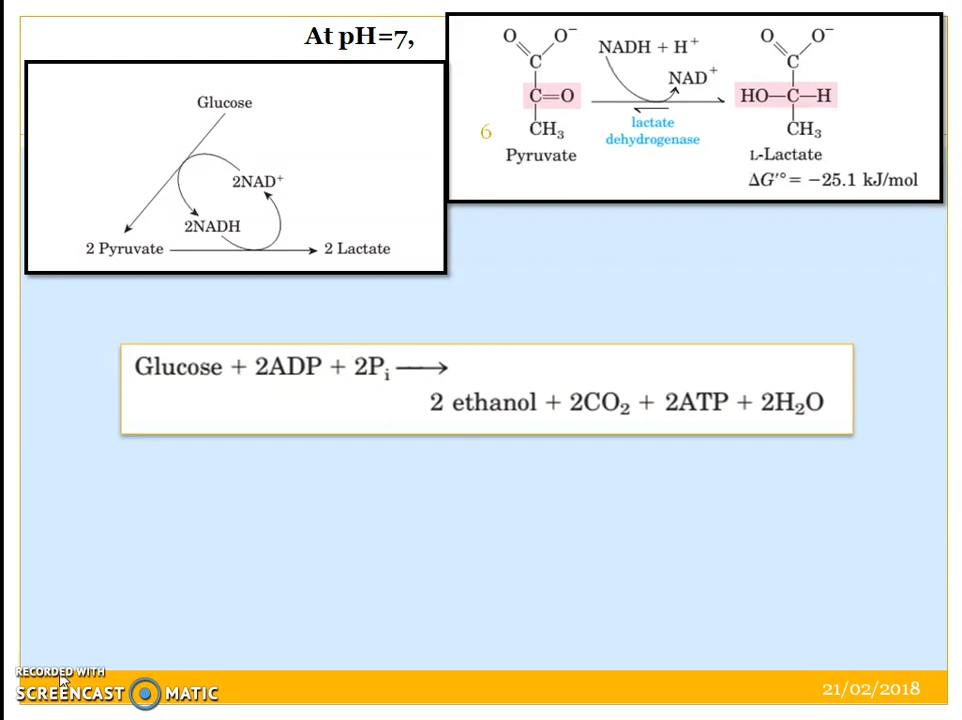 At pH=7,
Glucose
2NAD⁺
2NADH
2 Pyruvate
2 Lactate
6
O O⁻
C
C=O
CH₃
Pyruvate
NADH + H⁺
NAD⁺
lactate
dehydrogenase
O O⁻
C
HO—C—H
CH₃
L-Lactate
ΔG′° = −25.1 kJ/mol
Glucose + 2ADP + 2Pᵢ ⟶
2 ethanol + 2CO₂ + 2ATP + 2H₂O
RECORDED WITH
SCREENCAST MATIC
21/02/2018